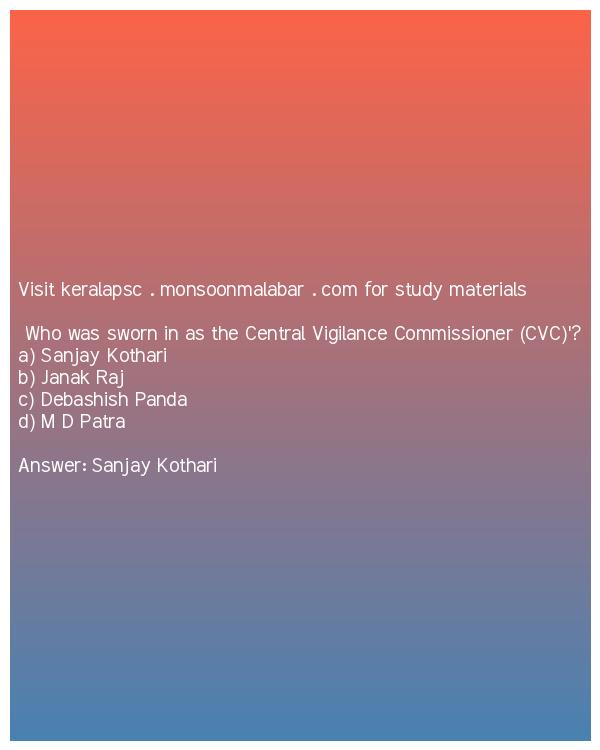 Visit keralapsc . monsoonmalabar . com for study materials
Who was sworn in as the Central Vigilance Commissioner (CVC)'?
a) Sanjay Kothari
b) Janak Raj
c) Debashish Panda
d) M D Patra
Answer: Sanjay Kothari